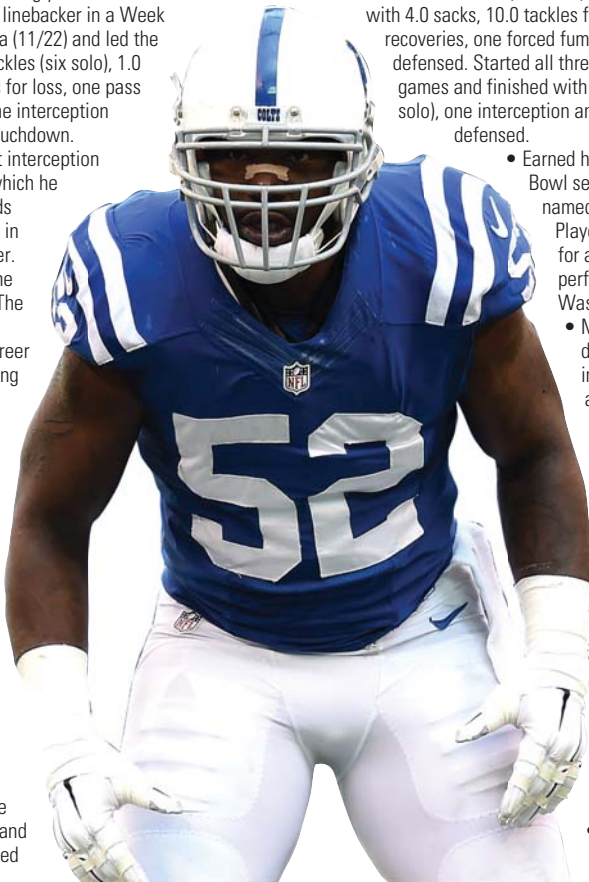 linebacker in a Week
a (11/22) and led the
ckles (six solo), 1.0
s for loss, one pass
ne interception
uchdown.
t interception
which he
ds
in
er.
ne
The
reer
ng
e
and
ed
with 4.0 sacks, 10.0 tackles f
recoveries, one forced fum
defensed. Started all thre
games and finished with
solo), one interception an
defensed.
• Earned h
Bowl se
named
Playe
for a
perf
Was
• N
d
in
a
•
COLTS
NFL
52
NFL